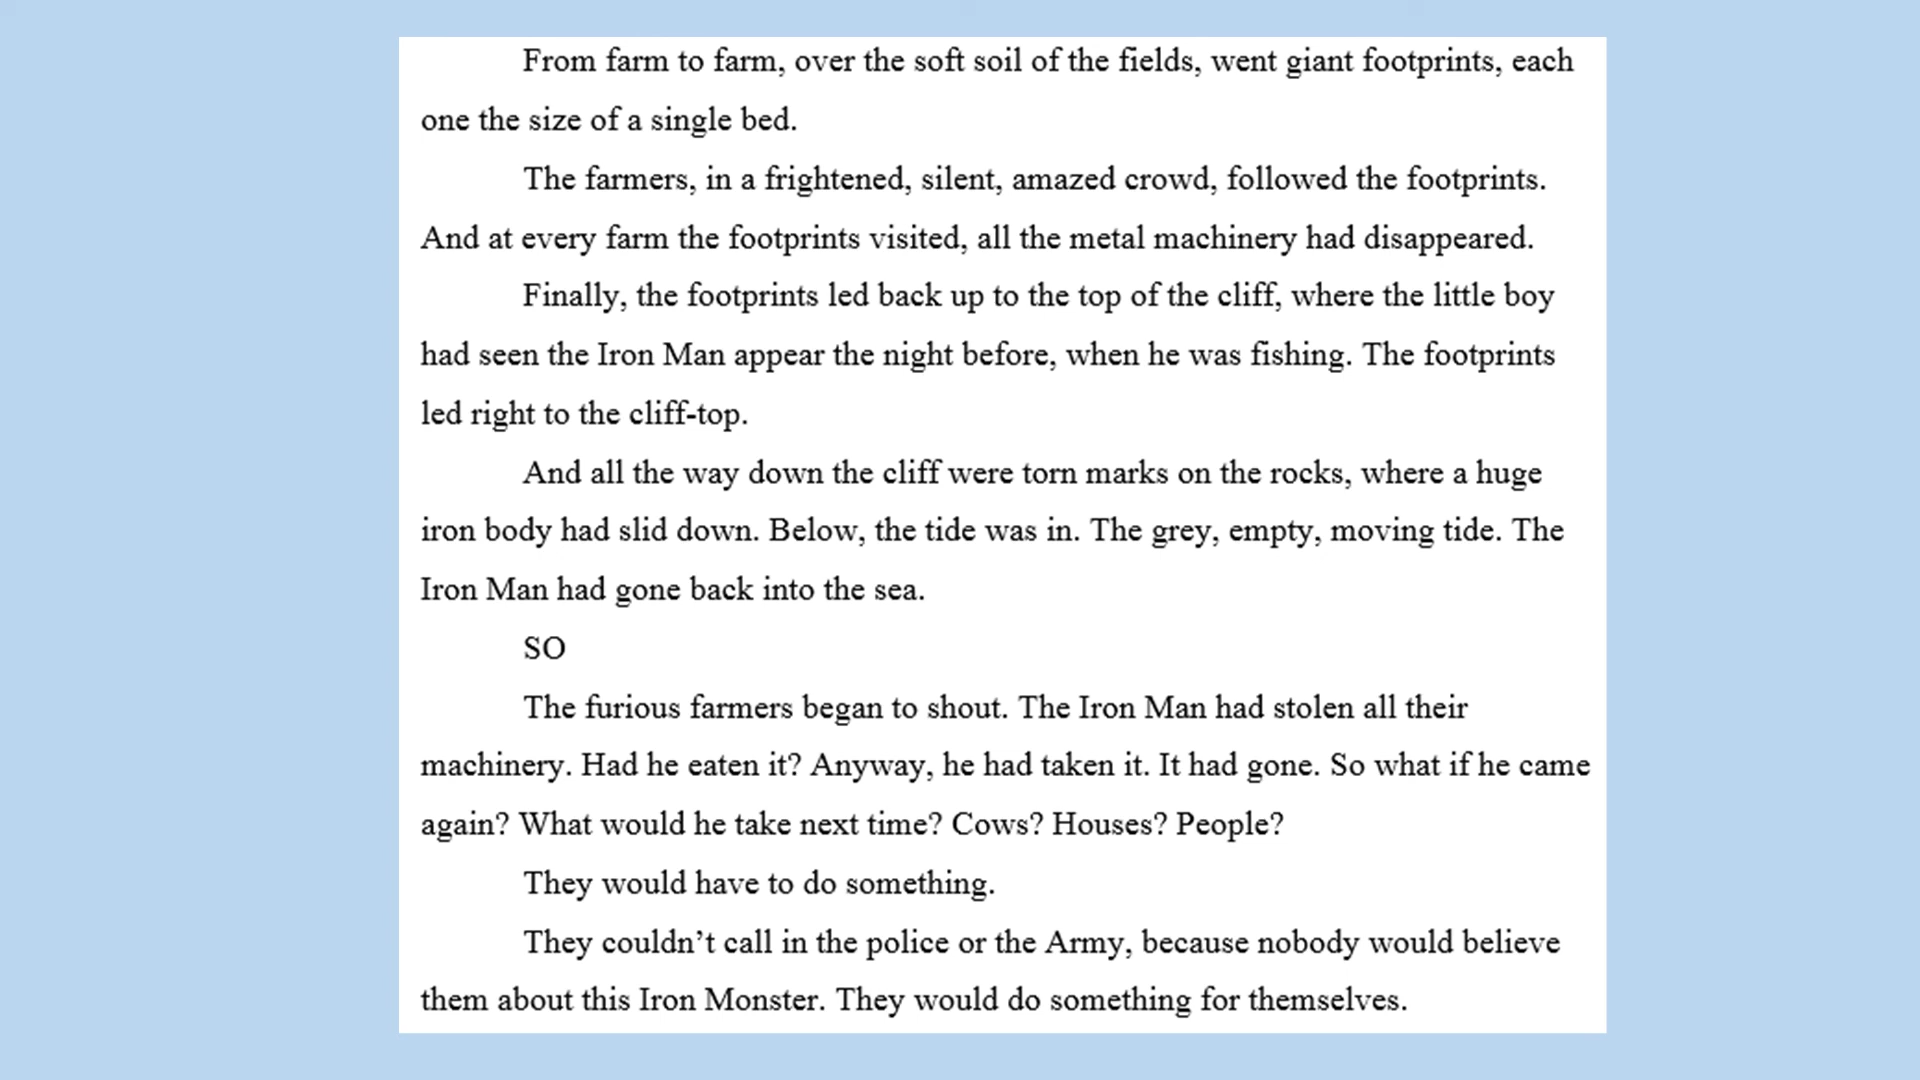 From farm to farm, over the soft soil of the fields, went giant footprints, each
one the size of a single bed.
The farmers, in a frightened, silent, amazed crowd, followed the footprints.
And at every farm the footprints visited, all the metal machinery had disappeared.
Finally, the footprints led back up to the top of the cliff, where the little boy
had seen the Iron Man appear the night before, when he was fishing. The footprints
led right to the cliff-top.
And all the way down the cliff were torn marks on the rocks, where a huge
iron body had slid down. Below, the tide was in. The grey, empty, moving tide. The
Iron Man had gone back into the sea.
SO
The furious farmers began to shout. The Iron Man had stolen all their
machinery. Had he eaten it? Anyway, he had taken it. It had gone. So what if he came
again? What would he take next time? Cows? Houses? People?
They would have to do something.
They couldn’t call in the police or the Army, because nobody would believe
them about this Iron Monster. They would do something for themselves.